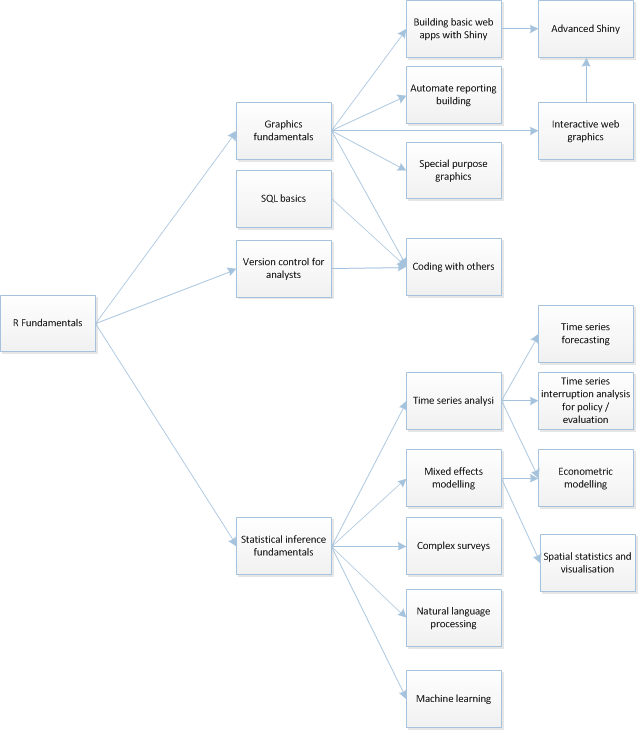 Building basic web
apps with Shiny
Advanced Shiny
Automate reporting
building
Graphics
fundamentals
Interactive web
graphics
Special purpose
graphics
SQL basics
Version control for
analysts
Coding with others
R Fundamentals
Time series
forecasting
Time series analysi
Time series
interruption analysis
for policy /
evaluation
Mixed effects
modelling
Econometric
modelling
Statistical inference
fundamentals
Complex surveys
Spatial statistics and
visualisation
Natural language
processing
Machine learning